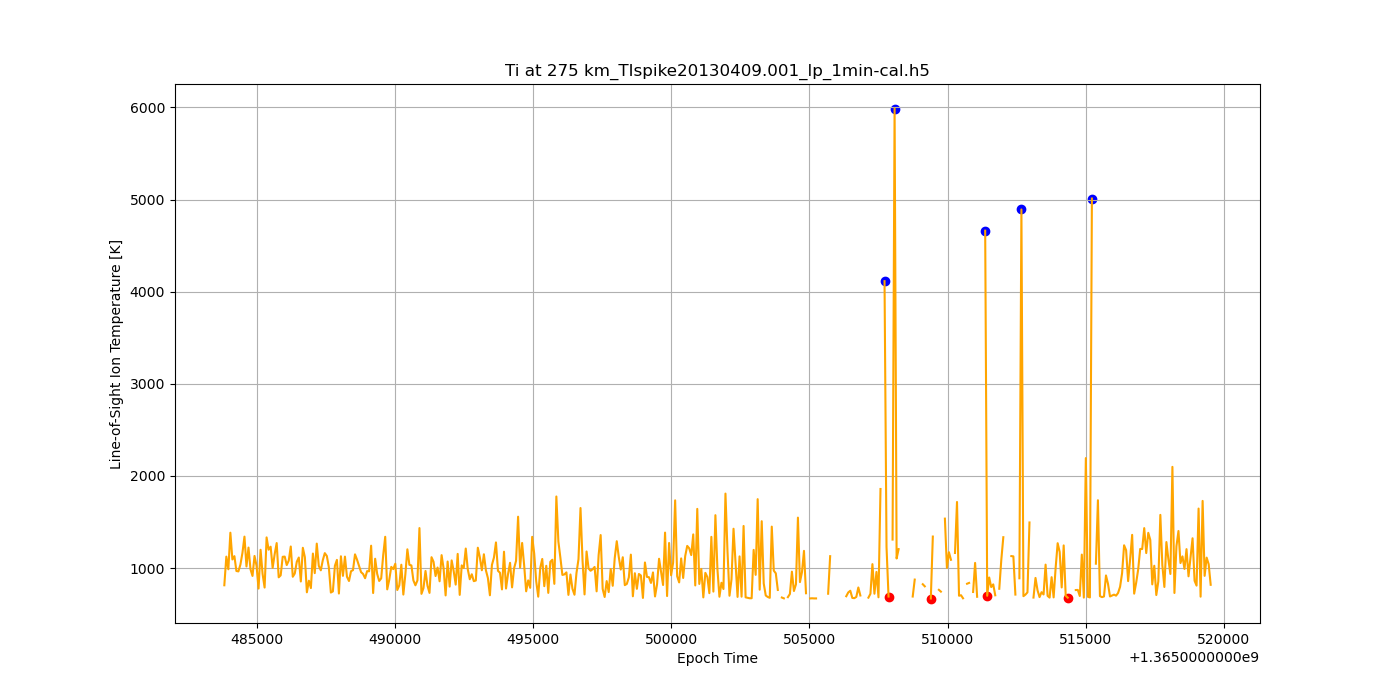 Ti at 275 km_TIspike20130409.001_lp_1min-cal.h5
Line-of-Sight Ion Temperature [K]
6000
5000
4000
3000
2000
1000
485000 490000 495000 500000 505000 510000 515000 520000
Epoch Time
+1.3650000000e9